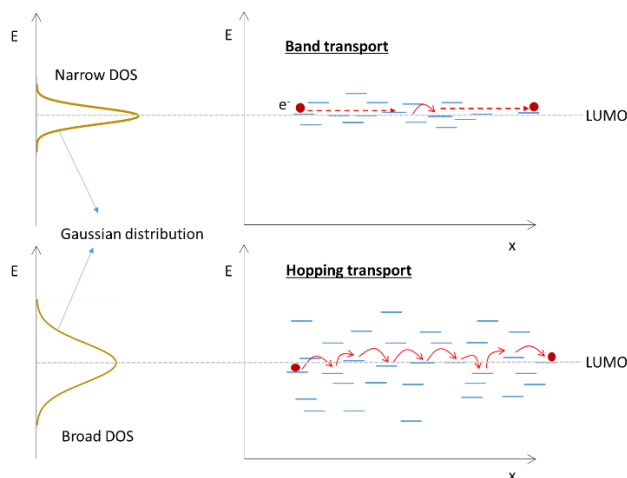 E
E
Band transport
Narrow DOS
e-
LUMO
x
Gaussian distribution
E
E
Hopping transport
LUMO
Broad DOS
x